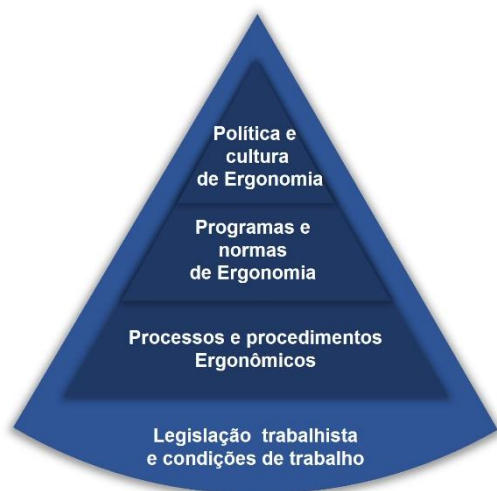 Política e
cultura
de Ergonomia
Programas e
normas
de Ergonomia
Processos e procedimentos
Ergonômicos
Legislação trabalhista
e condições de trabalho